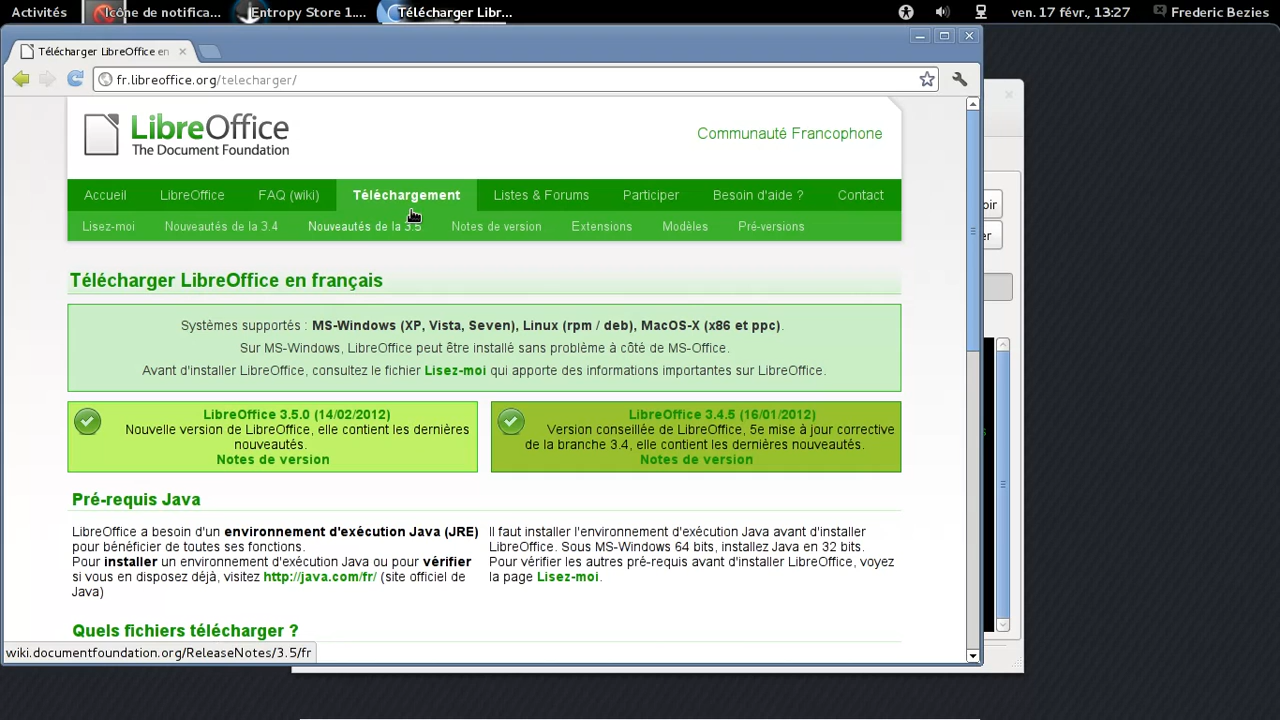 Activités
Icône de notifica...
Entropy Store 1....
Télécharger Libr...
ven. 17 févr., 13:27
Frederic Bezies
Télécharger LibreOffice en
fr.libreoffice.org/telecharger/
LibreOffice
The Document Foundation
Communauté Francophone
Accueil
LibreOffice
FAQ (wiki)
Téléchargement
Listes & Forums
Participer
Besoin d'aide ?
Contact
Lisez-moi
Nouveautés de la 3.4
Nouveautés de la 3.5
Notes de version
Extensions
Modèles
Pré-versions
Télécharger LibreOffice en français
Systèmes supportés : MS-Windows (XP, Vista, Seven), Linux (rpm / deb), MacOS-X (x86 et ppc).
Sur MS-Windows, LibreOffice peut être installé sans problème à côté de MS-Office.
Avant d'installer LibreOffice, consultez le fichier Lisez-moi qui apporte des informations importantes sur LibreOffice.
LibreOffice 3.5.0 (14/02/2012)
Nouvelle version de LibreOffice, elle contient les dernières
nouveautés.
Notes de version
LibreOffice 3.4.5 (16/01/2012)
Version conseillée de LibreOffice, 5e mise à jour corrective
de la branche 3.4, elle contient les dernières nouveautés.
Notes de version
Pré-requis Java
LibreOffice a besoin d'un environnement d'exécution Java (JRE)
pour bénéficier de toutes ses fonctions.
Pour installer un environnement d'exécution Java ou pour vérifier
si vous en disposez déjà, visitez http://java.com/fr/ (site officiel de
Java)
Il faut installer l'environnement d'exécution Java avant d'installer
LibreOffice. Sous MS-Windows 64 bits, installez Java en 32 bits.
Pour vérifier les autres pré-requis avant d'installer LibreOffice, voyez
la page Lisez-moi.
Quels fichiers télécharger ?
wiki.documentfoundation.org/ReleaseNotes/3.5/fr